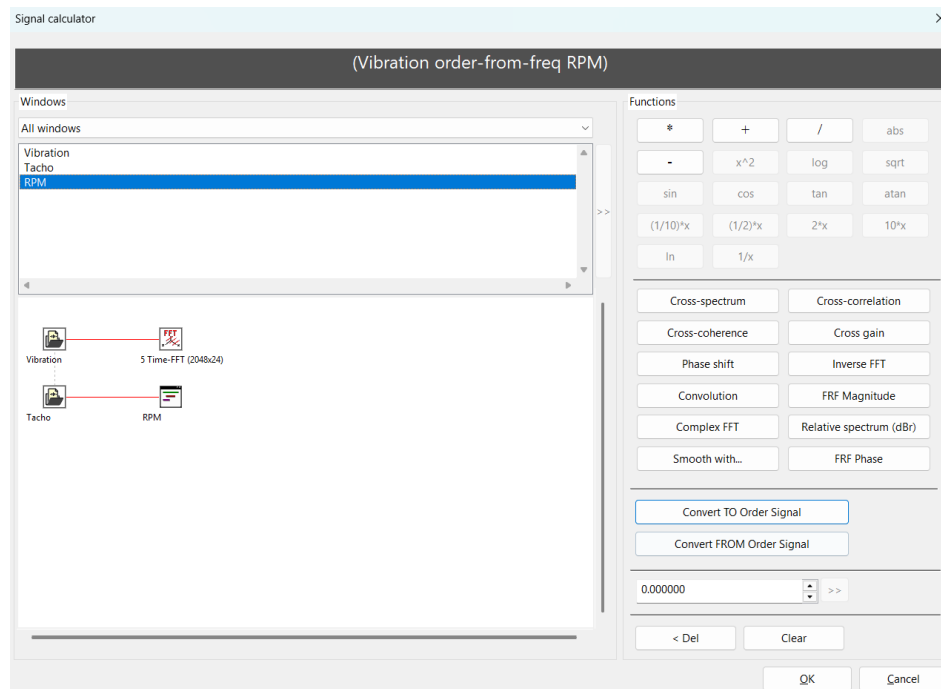 Signal calculator
(Vibration order-from-freq RPM)
Windows
All windows
Vibration
Tacho
RPM
>>
FFT
Vibration
5 Time-FFT (2048x24)
Tacho
RPM
Functions
* + / abs
- x^2 log sqrt
sin cos tan atan
(1/10)*x (1/2)*x 2*x 10*x
ln 1/x
Cross-spectrum Cross-correlation
Cross-coherence Cross gain
Phase shift Inverse FFT
Convolution FRF Magnitude
Complex FFT Relative spectrum (dBr)
Smooth with... FRF Phase
Convert TO Order Signal
Convert FROM Order Signal
0.000000 >>
< Del Clear
OK Cancel